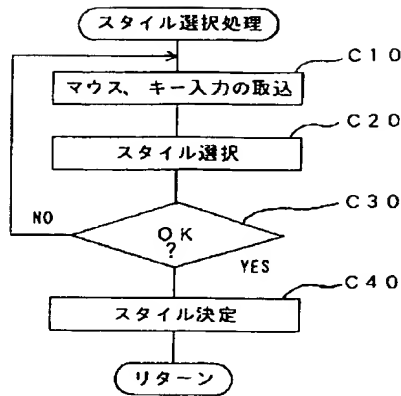 スタイル選択処理
C10
マウス、キー入力の取込
C20
スタイル選択
C30
NO
OK
?
YES
C40
スタイル決定
リターン